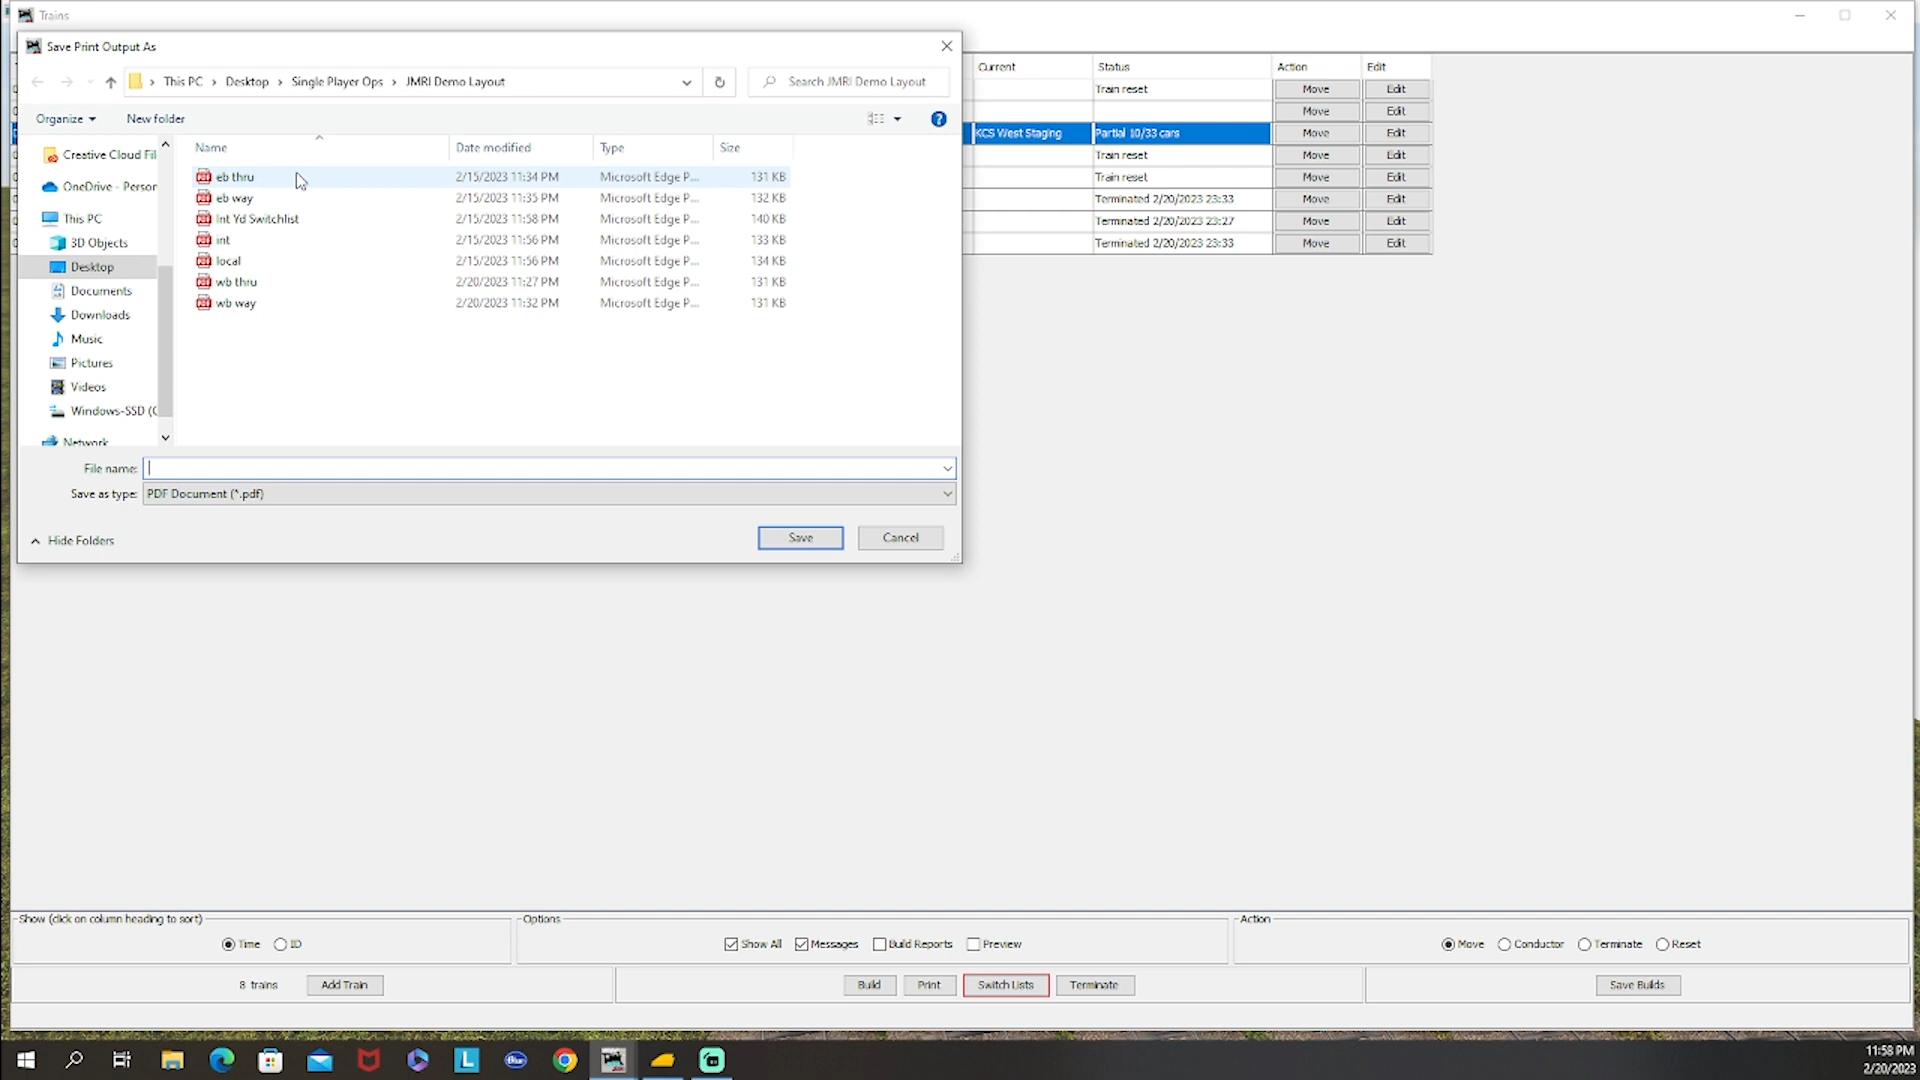 Trains
Save Print Output As
This PC › Desktop › Single Player Ops › JMRI Demo Layout
Search JMRI Demo Layout
Organize
New folder
Creative Cloud Fil
OneDrive - Persor
This PC
3D Objects
Desktop
Documents
Downloads
Music
Pictures
Videos
Windows-SSD (C
Network
Name Date modified Type Size
eb thru 2/15/2023 11:34 PM Microsoft Edge P... 131 KB
eb way 2/15/2023 11:35 PM Microsoft Edge P... 132 KB
Int Yd Switchlist 2/15/2023 11:58 PM Microsoft Edge P... 140 KB
int 2/15/2023 11:56 PM Microsoft Edge P... 133 KB
local 2/15/2023 11:56 PM Microsoft Edge P... 134 KB
wb thru 2/20/2023 11:27 PM Microsoft Edge P... 131 KB
wb way 2/20/2023 11:32 PM Microsoft Edge P... 131 KB
File name:
Save as type: PDF Document (*.pdf)
Hide Folders
Save Cancel
Current Status Action Edit
Train reset Move Edit
Move Edit
KCS West Staging Partial 10/33 cars Move Edit
Train reset Move Edit
Train reset Move Edit
Terminated 2/20/2023 23:33 Move Edit
Terminated 2/20/2023 23:27 Move Edit
Terminated 2/20/2023 23:33 Move Edit
Show (click on column heading to sort)
Time ID
Options
Show All Messages Build Reports Preview
Action
Move Conductor Terminate Reset
8 trains Add Train
Build Print Switch Lists Terminate
Save Builds
11:58 PM
2/20/2023